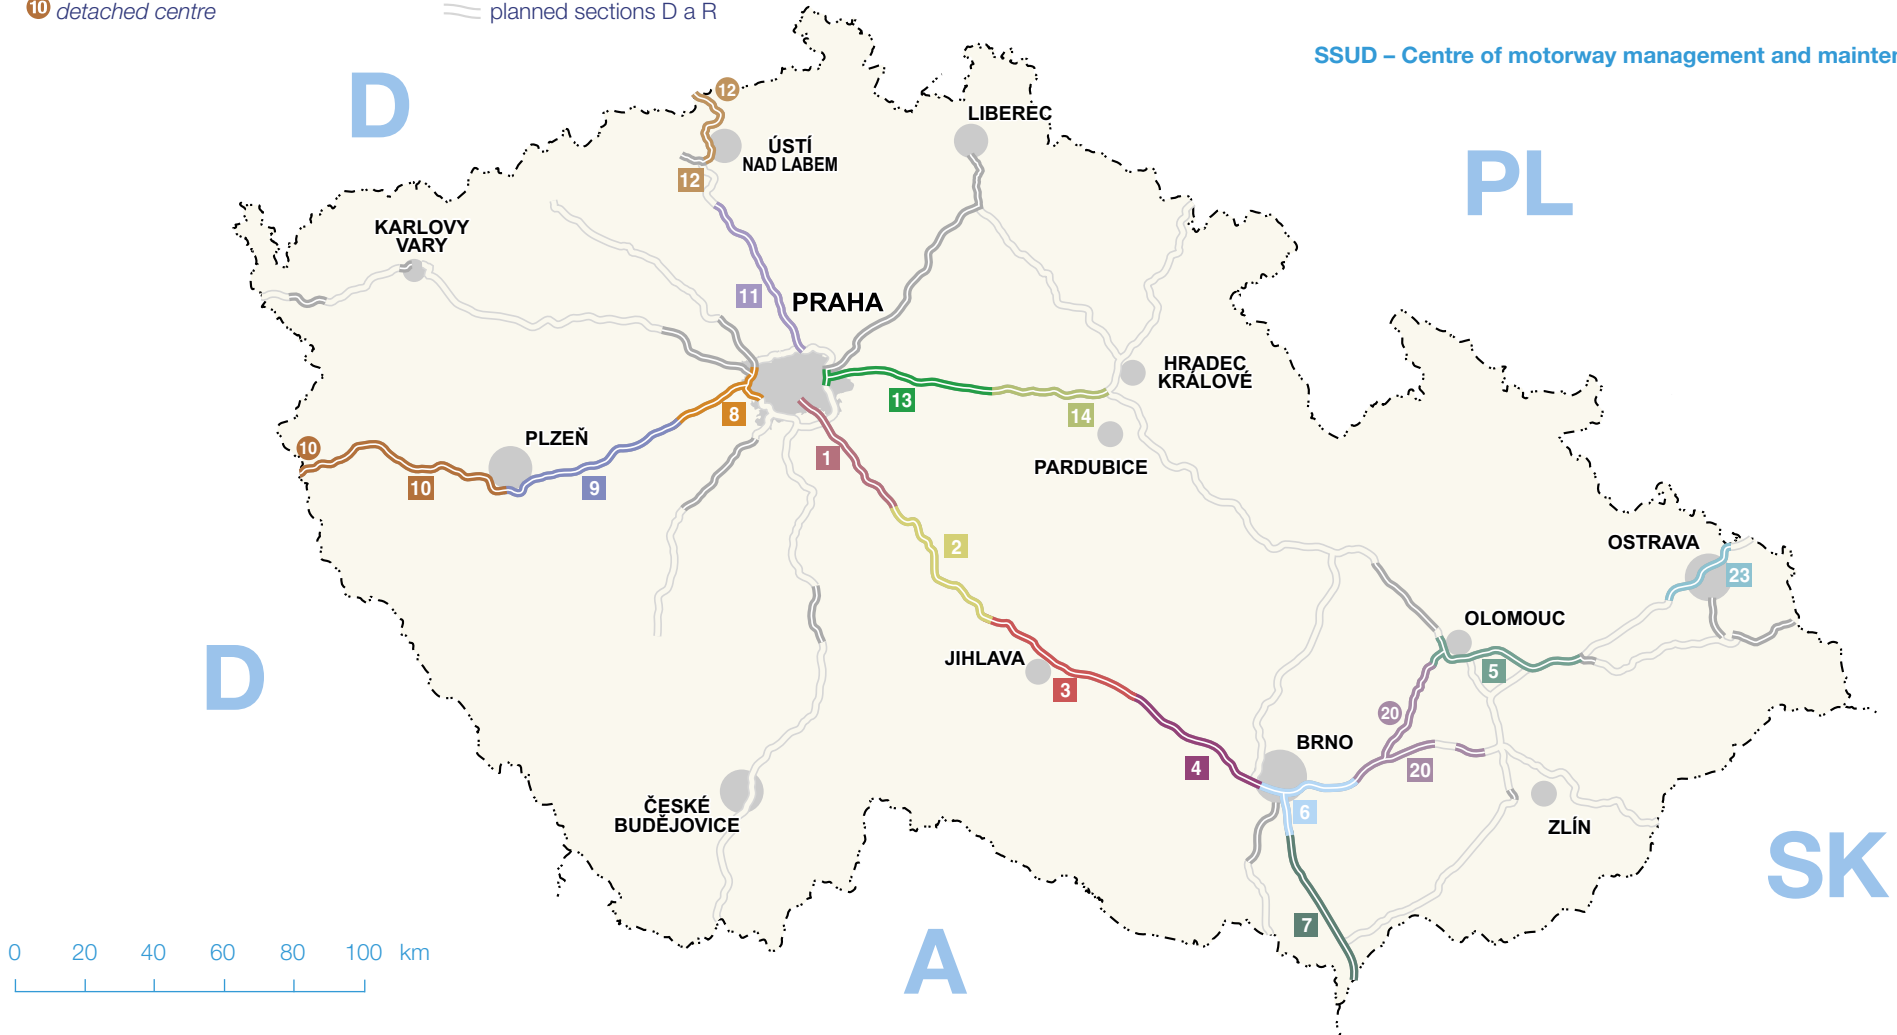 10 detached centre
planned sections D a R
SSUD – Centre of motorway management and mainten
D
12
LIBEREC
ÚSTÍ
NAD LABEM
12
PL
KARLOVY
VARY
11
PRAHA
HRADEC
KRÁLOVÉ
13
14
8
PLZEŇ
10
10
9
1
PARDUBICE
2
OSTRAVA
23
OLOMOUC
JIHLAVA
5
3
D
20
BRNO
4
20
ČESKÉ
BUDĚJOVICE
6
ZLÍN
SK
7
A
0 20 40 60 80 100 km